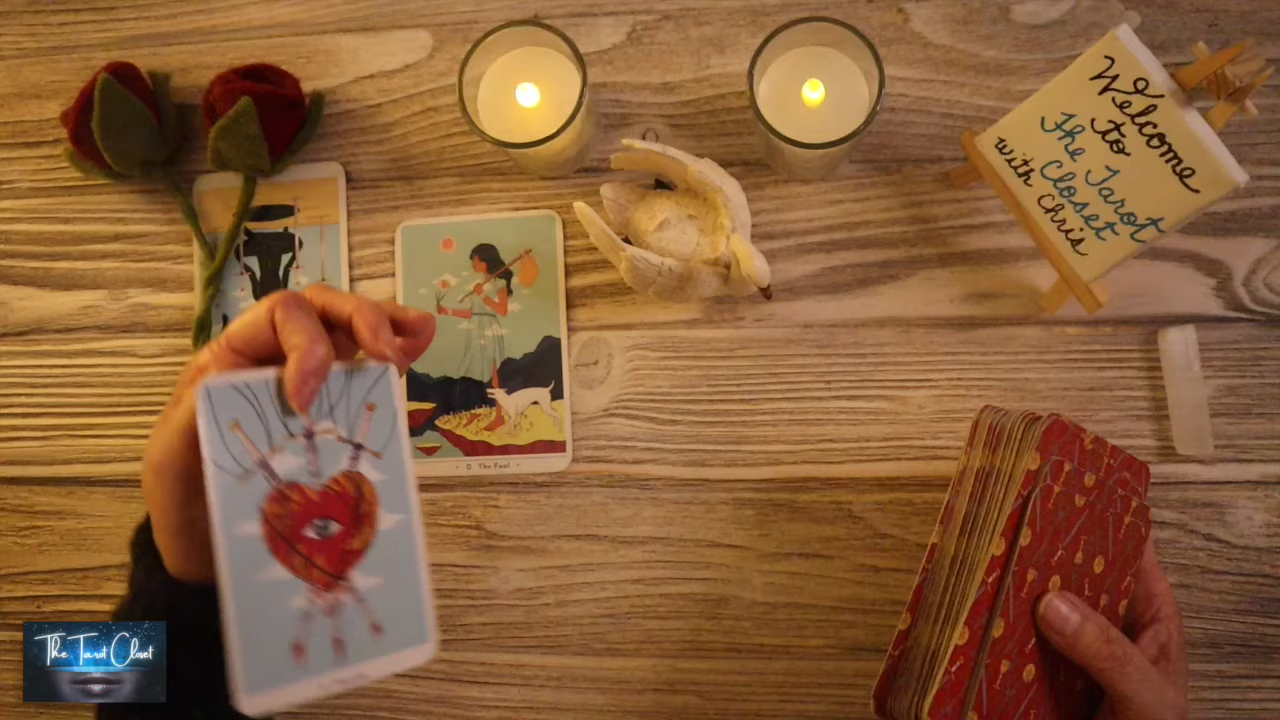 Welcome
to
The Tarot
Closet
with Chris
0 The Fool
The Tarot Closet